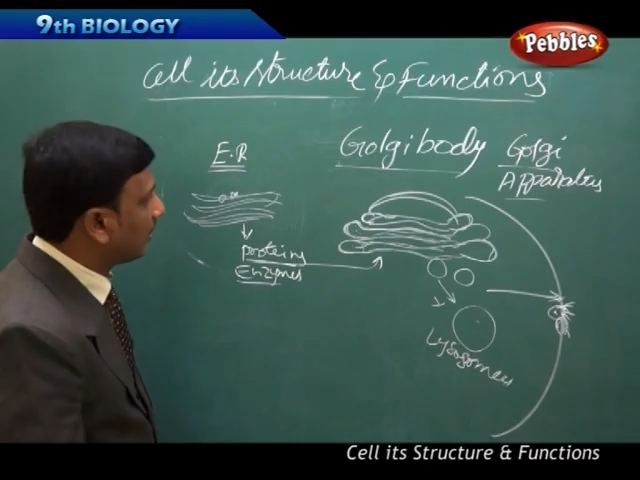 9th BIOLOGY
Pebbles
Cell its Structure & Functions
E.R
Golgibody
Golgi
Apparatus
proteins
Enzymes
Lysosomes
Cell its Structure & Functions